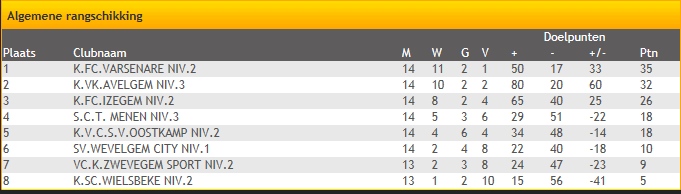 Algemene rangschikking
Doelpunten
Plaats Clubnaam M W G V + - +/- Ptn
1 K.FC.VARSENARE NIV.2 14 11 2 1 50 17 33 35
2 K.VK.AVELGEM NIV.3 14 10 2 2 80 20 60 32
3 K.FC.IZEGEM NIV.2 14 8 2 4 65 40 25 26
4 S.C.T. MENEN NIV.3 14 5 3 6 29 51 -22 18
5 K.V.C.S.V.OOSTKAMP NIV.2 14 4 6 4 34 48 -14 18
6 SV.WEVELGEM CITY NIV.1 14 2 4 8 22 40 -18 10
7 VC.K.ZWEVEGEM SPORT NIV.2 13 2 3 8 24 47 -23 9
8 K.SC.WIELSBEKE NIV.2 13 1 2 10 15 56 -41 5